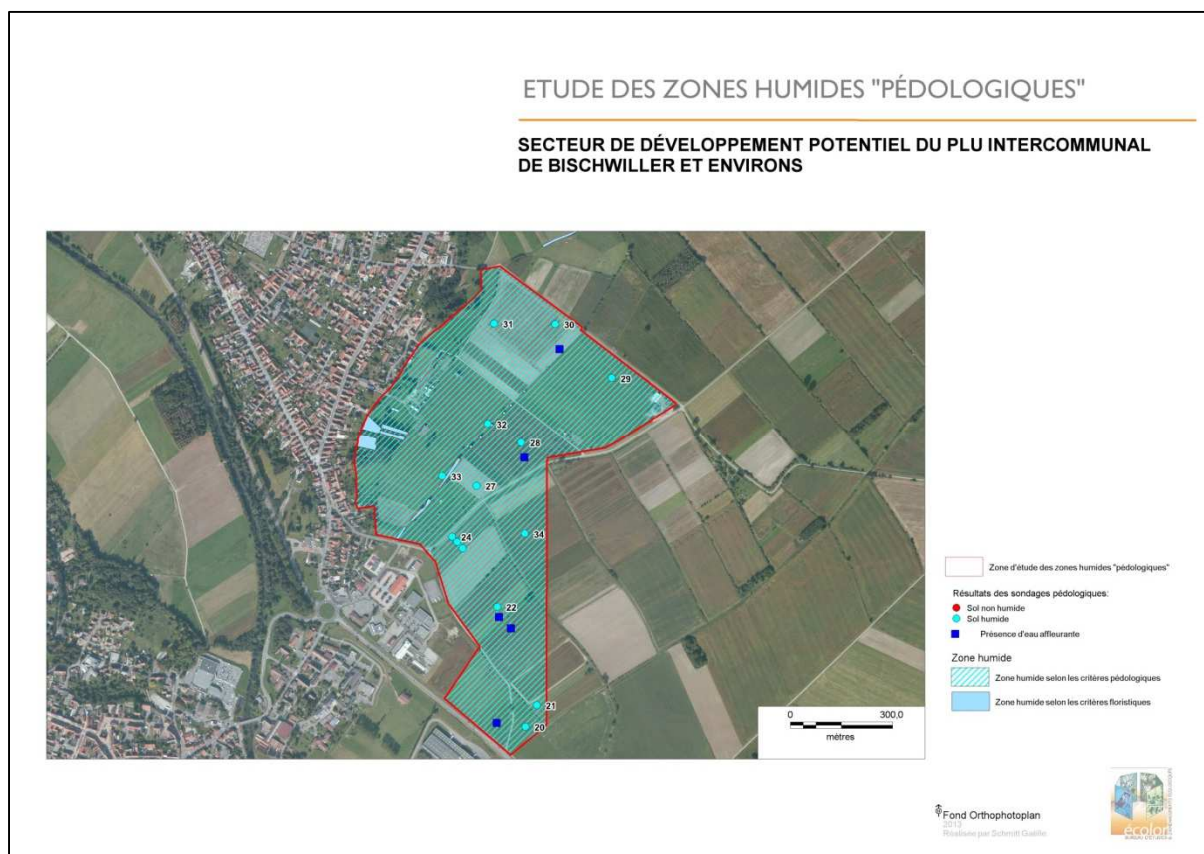 ETUDE DES ZONES HUMIDES "PÉDOLOGIQUES"
SECTEUR DE DÉVELOPPEMENT POTENTIEL DU PLU INTERCOMMUNAL
DE BISCHWILLER ET ENVIRONS
31
30
29
32
28
33
27
24
34
22
21
20
0 300,0
mètres
Zone d'étude des zones humides "pédologiques"
Résultats des sondages pédologiques:
Sol non humide
Sol humide
Présence d'eau affleurante
Zone humide
Zone humide selon les critères pédologiques
Zone humide selon les critères floristiques
Fond Orthophotoplan
2013
Réalisée par Schmitt Gaëlle
écolor